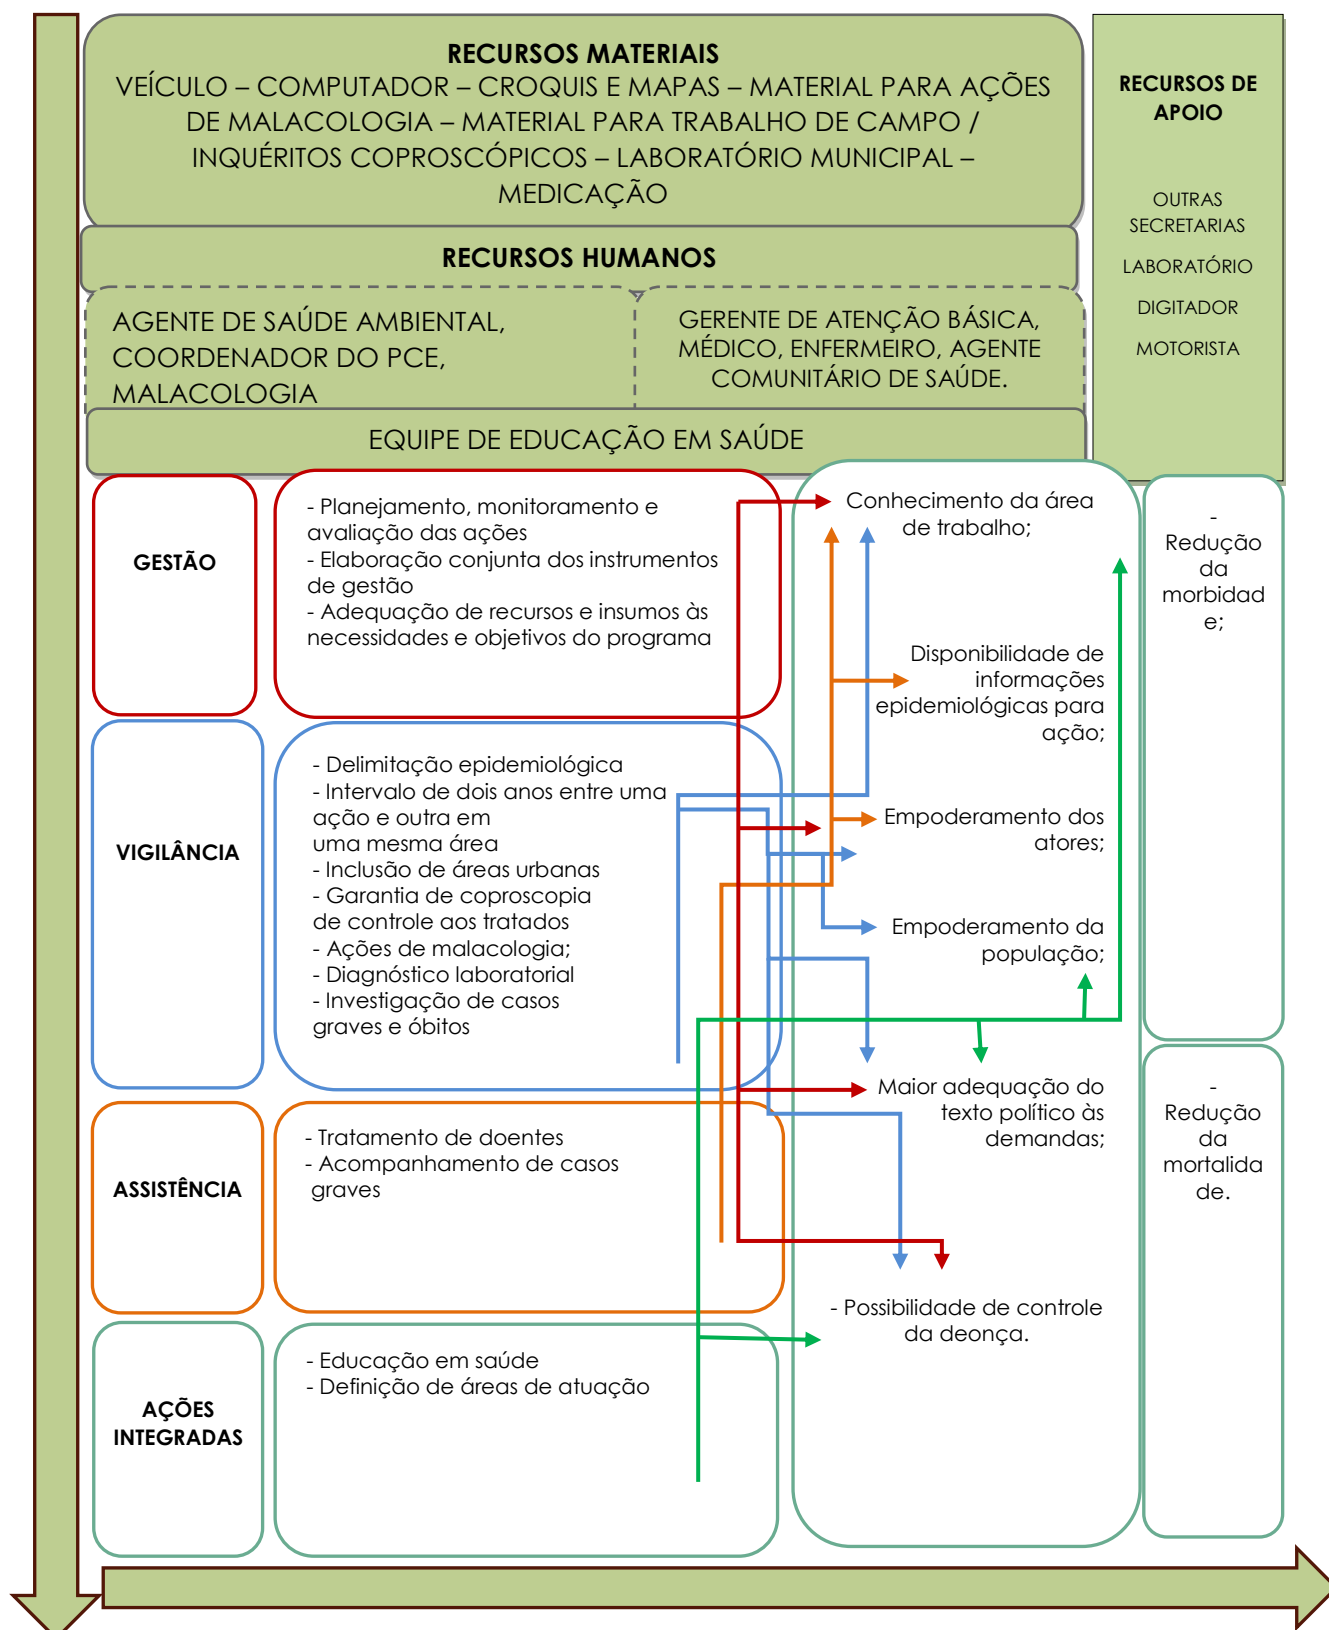 RECURSOS MATERIAIS
VEÍCULO – COMPUTADOR – CROQUIS E MAPAS – MATERIAL PARA AÇÕES
DE MALACOLOGIA – MATERIAL PARA TRABALHO DE CAMPO /
INQUÉRITOS COPROSCÓPICOS – LABORATÓRIO MUNICIPAL –
MEDICAÇÃO
RECURSOS DE
APOIO
OUTRAS
SECRETARIAS
LABORATÓRIO
DIGITADOR
MOTORISTA
RECURSOS HUMANOS
AGENTE DE SAÚDE AMBIENTAL,
COORDENADOR DO PCE,
MALACOLOGIA
GERENTE DE ATENÇÃO BÁSICA,
MÉDICO, ENFERMEIRO, AGENTE
COMUNITÁRIO DE SAÚDE.
EQUIPE DE EDUCAÇÃO EM SAÚDE
GESTÃO
- Planejamento, monitoramento e
avaliação das ações
- Elaboração conjunta dos instrumentos
de gestão
- Adequação de recursos e insumos às
necessidades e objetivos do programa
VIGILÂNCIA
- Delimitação epidemiológica
- Intervalo de dois anos entre uma
ação e outra em
uma mesma área
- Inclusão de áreas urbanas
- Garantia de coproscopia
de controle aos tratados
- Ações de malacologia;
- Diagnóstico laboratorial
- Investigação de casos
graves e óbitos
ASSISTÊNCIA
- Tratamento de doentes
- Acompanhamento de casos
graves
AÇÕES
INTEGRADAS
- Educação em saúde
- Definição de áreas de atuação
Conhecimento da área
de trabalho;
Disponibilidade de
informações
epidemiológicas para
ação;
Empoderamento dos
atores;
Empoderamento da
população;
Maior adequação do
texto político às
demandas;
- Possibilidade de controle
da deonça.
-
Redução
da
morbidad
e;
-
Redução
da
mortalida
de.